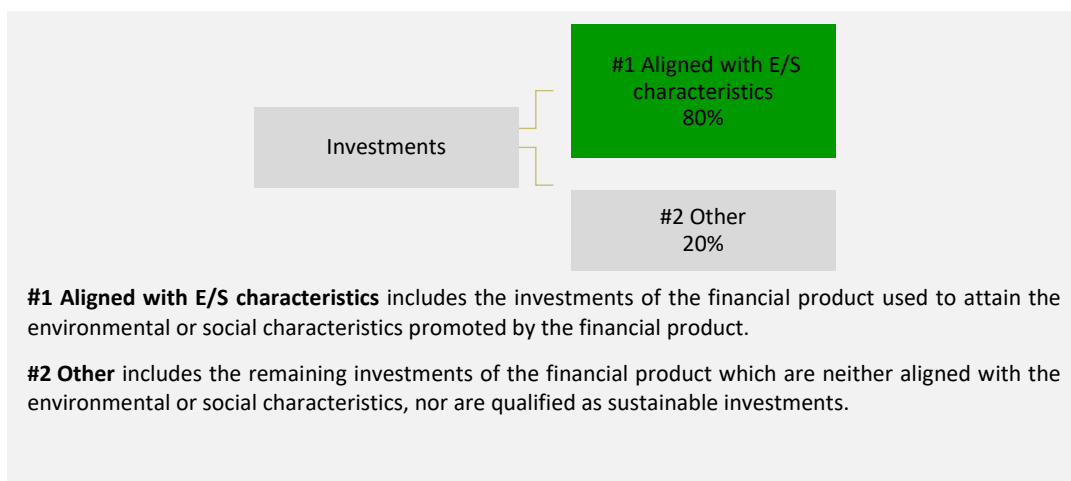 #1 Aligned with E/S
characteristics
80%
Investments
#2 Other
20%
#1 Aligned with E/S characteristics includes the investments of the financial product used to attain the
environmental or social characteristics promoted by the financial product.
#2 Other includes the remaining investments of the financial product which are neither aligned with the
environmental or social characteristics, nor are qualified as sustainable investments.